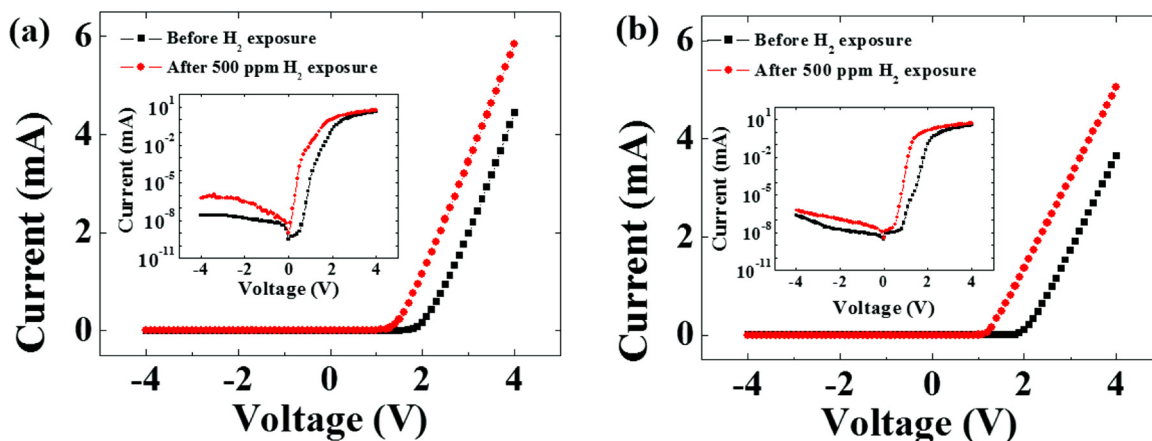 (a)
Before H2 exposure
After 500 ppm H2 exposure
Current (mA)
6
4
2
0
-4
-2
0
2
4
Voltage (V)
Current (mA)
10^1
10^-2
10^-5
10^-8
10^-11
-4
-2
0
2
4
Voltage (V)
(b)
Before H2 exposure
After 500 ppm H2 exposure
Current (mA)
6
4
2
0
-4
-2
0
2
4
Voltage (V)
Current (mA)
10^1
10^-2
10^-5
10^-8
10^-11
-4
-2
0
2
4
Voltage (V)